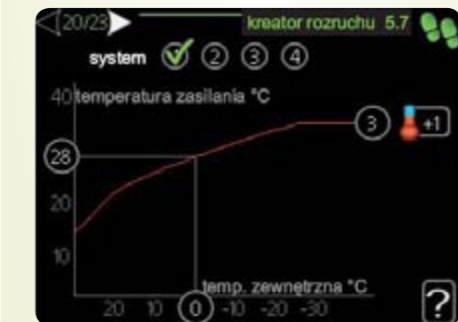 20/23 kreator rozruchu 5.7
system 2 3 4
40 temperatura zasilania °C
3 +1
28
20
10
temp. zewnętrzna °C
20 10 0 -10 -20 -30
?